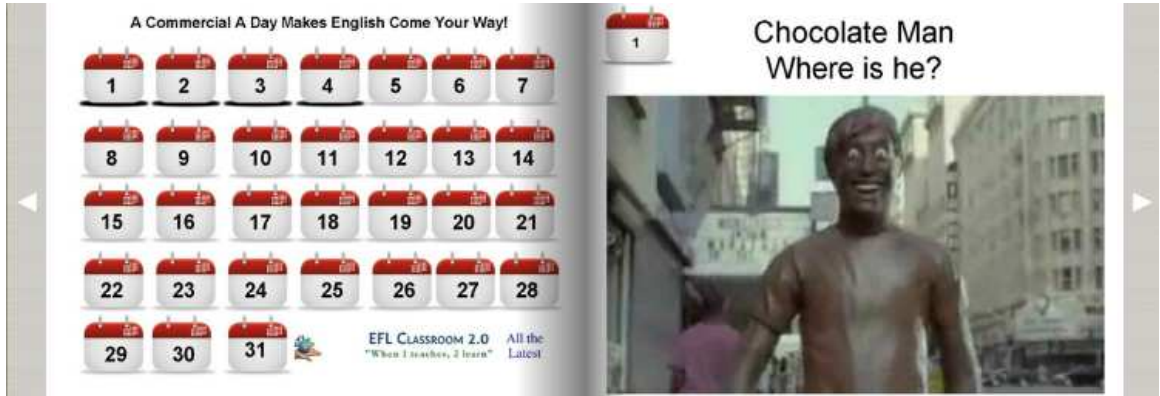 A Commercial A Day Makes English Come Your Way!
1 2 3 4 5 6 7
8 9 10 11 12 13 14
15 16 17 18 19 20 21
22 23 24 25 26 27 28
29 30 31
EFL CLASSROOM 2.0
"When 1 teaches, 2 learn"
All the
Latest
1
Chocolate Man
Where is he?